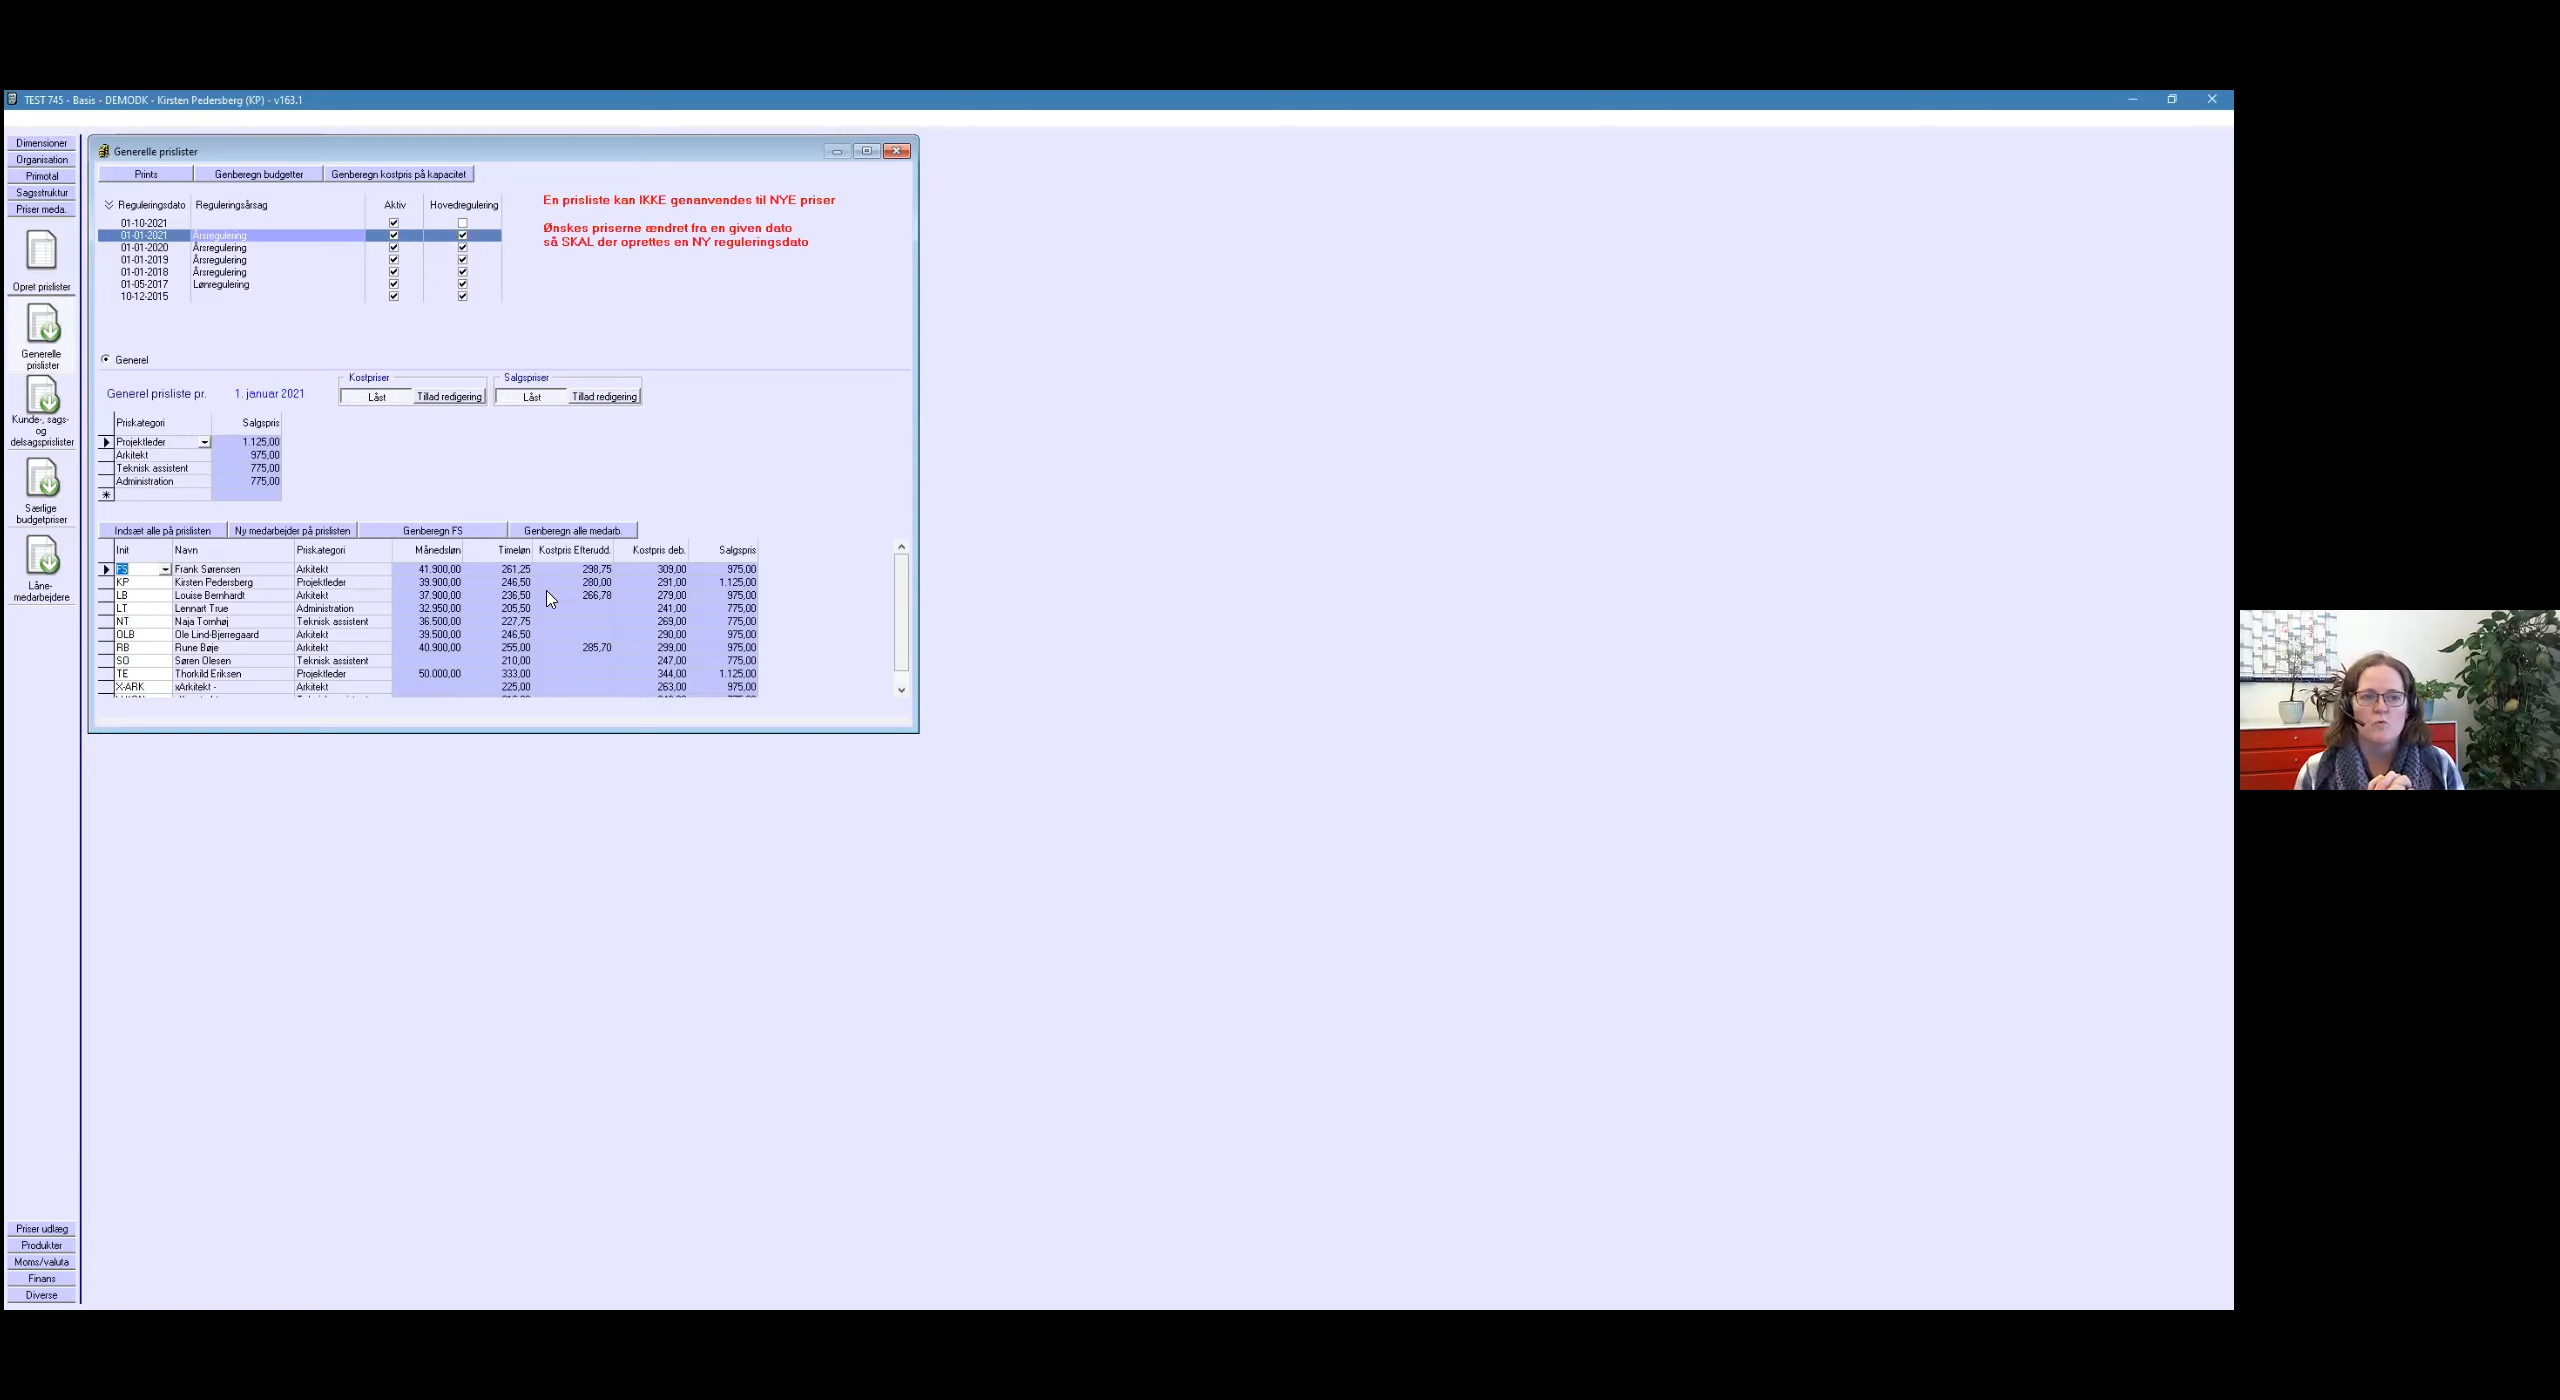 TEST 745 - Basis - DEMODK - Kirsten Pedersberg (KP) - v163.1
Dimensioner
Organisation
Primotal
Sagsstruktur
Priser meda.
Opret prislister
Generelle
prislister
Kunde-, sags-
og
delsagsprislister
Særlige
budgetpriser
Låne-
medarbejdere
Priser udlæg
Produkter
Moms/valuta
Finans
Diverse
Generelle prislister
Prints Genberegn budgetter Genberegn kostpris på kapacitet
Reguleringsdato Reguleringsårsag Aktiv Hovedregulering
01-10-2021
01-01-2021 Årsregulering
01-01-2020 Årsregulering
01-01-2019 Årsregulering
01-01-2018 Årsregulering
01-05-2017 Lønregulering
10-12-2015
En prisliste kan IKKE genanvendes til NYE priser
Ønskes priserne ændret fra en given dato
så SKAL der oprettes en NY reguleringsdato
Generel
Generel prisliste pr. 1. januar 2021
Kostpriser
Låst Tillad redigering
Salgspriser
Låst Tillad redigering
Priskategori Salgspris
Projektleder 1.125,00
Arkitekt 975,00
Teknisk assistent 775,00
Administration 775,00
Indsæt alle på prislisten Ny medarbejder på prislisten Genberegn FS Genberegn alle medarb.
Init Navn Priskategori Månedsløn Timeløn Kostpris Efterudd. Kostpris deb. Salgspris
FS Frank Sørensen Arkitekt 41.900,00 261,25 298,75 309,00 975,00
KP Kirsten Pedersberg Projektleder 39.900,00 246,50 280,00 291,00 1.125,00
LB Louise Bernhardt Arkitekt 37.900,00 236,50 266,78 279,00 975,00
LT Lennart True Administration 32.950,00 205,50 241,00 775,00
NT Naja Tornhøj Teknisk assistent 36.500,00 227,75 269,00 775,00
OLB Ole Lind-Bjerregaard Arkitekt 39.500,00 246,50 290,00 975,00
RB Rune Bøje Arkitekt 40.900,00 255,00 285,70 299,00 975,00
SO Søren Olesen Teknisk assistent 210,00 247,00 775,00
TE Thorkild Eriksen Projektleder 50.000,00 333,00 344,00 1.125,00
X-ARK xArkitekt - Arkitekt 225,00 263,00 975,00